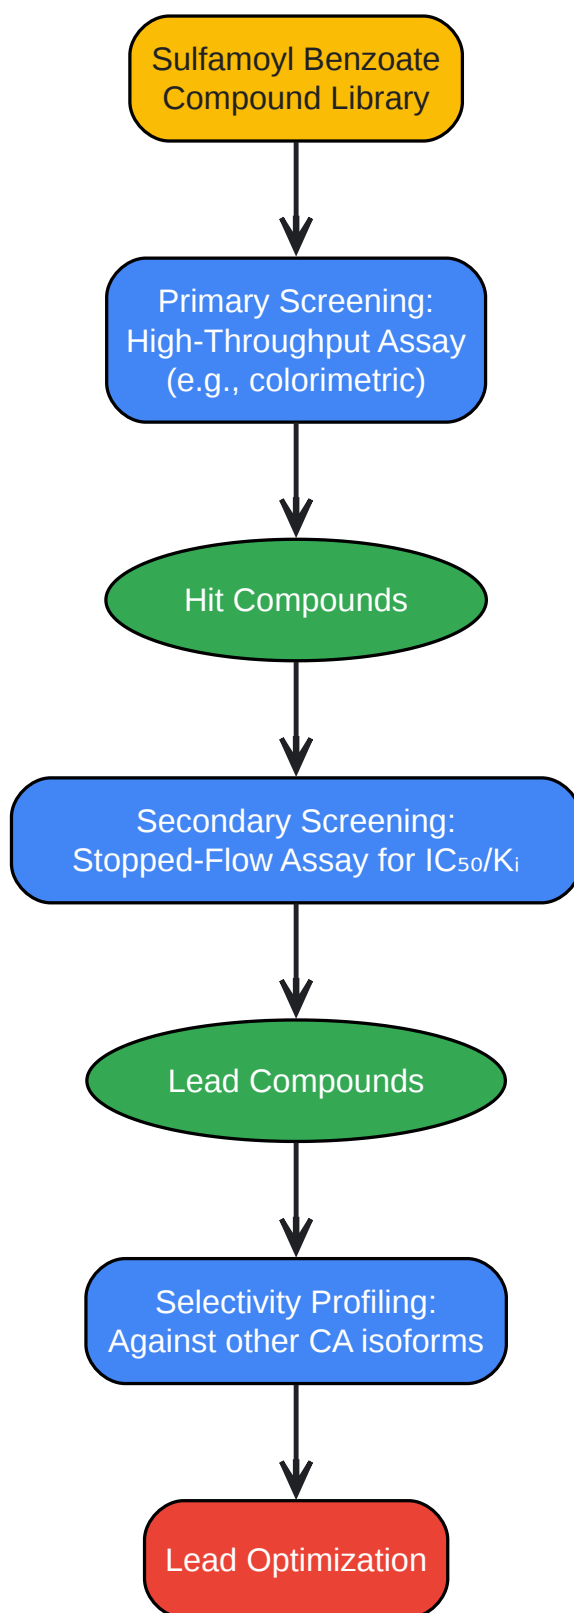 Sulfamoyl Benzoate
Compound Library
Primary Screening:
High-Throughput Assay
(e.g., colorimetric)
Hit Compounds
Secondary Screening:
Stopped-Flow Assay for IC₅₀/Kᵢ
Lead Compounds
Selectivity Profiling:
Against other CA isoforms
Lead Optimization